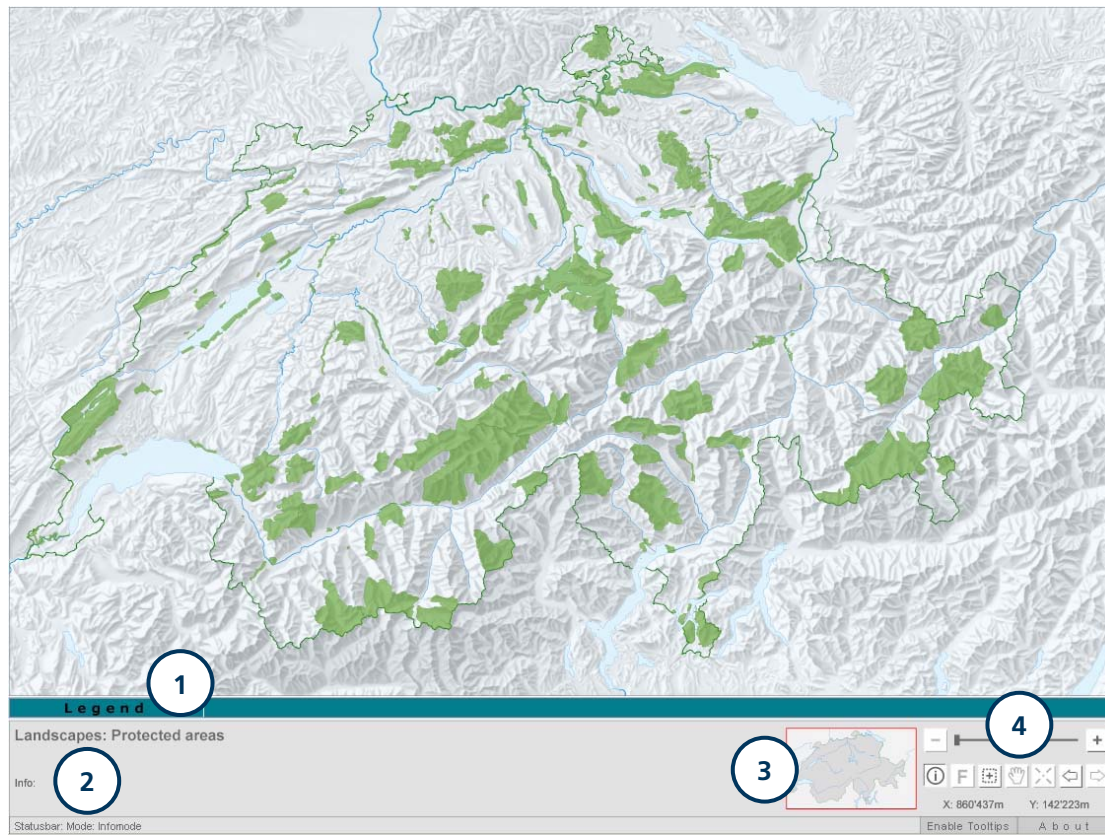 1
Legend
Landscapes: Protected areas
4
3
2
Info:
F
X: 860'437m Y: 142'223m
Statusbar: Mode: Infomode
Enable Tooltips
About